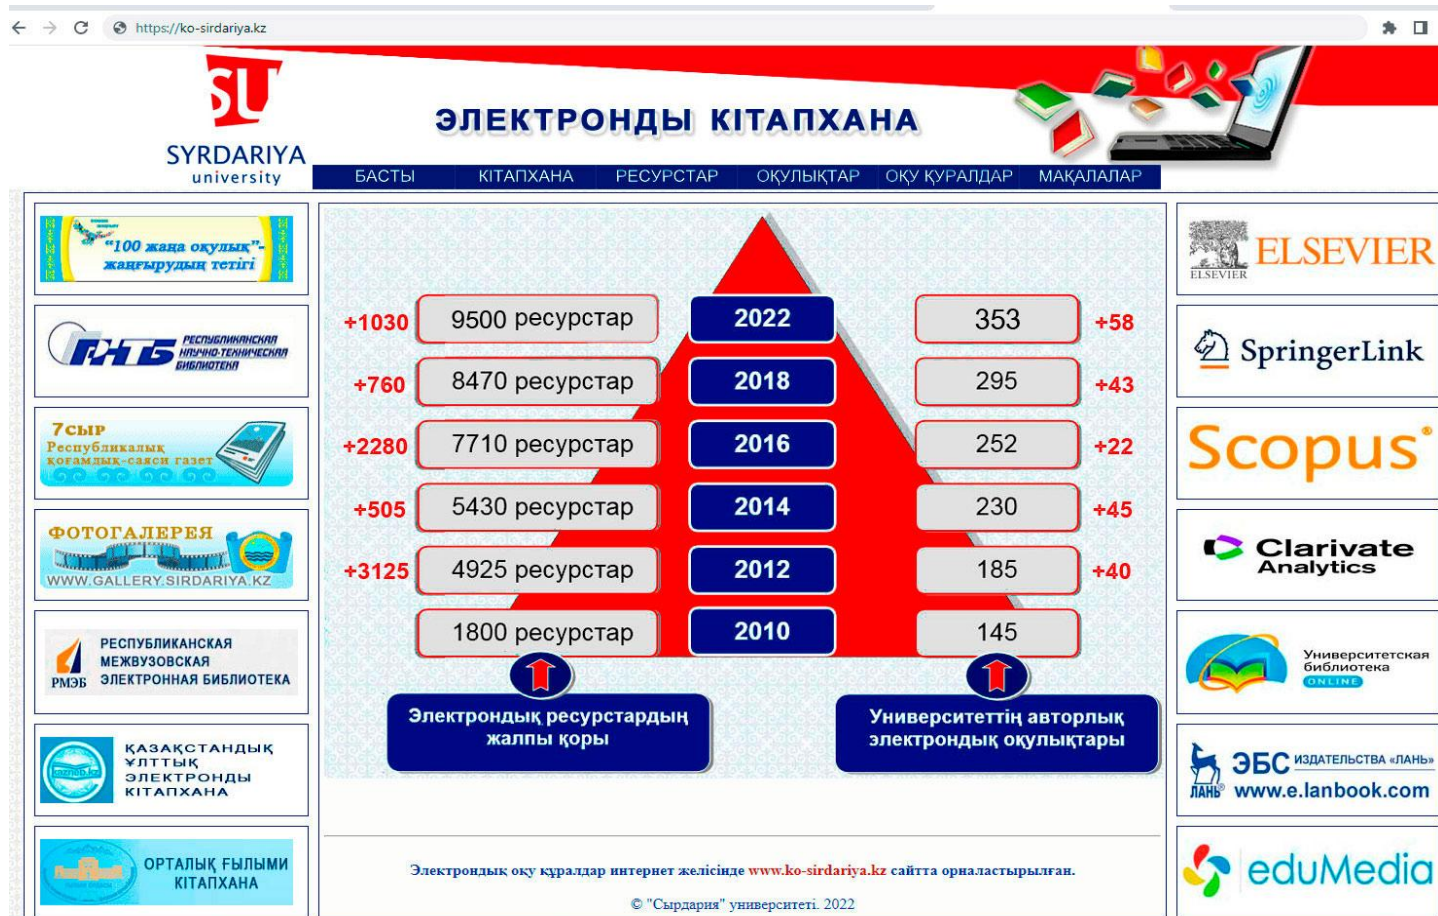 https://ko-sirdariya.kz
SU
SYRDARIYA
university
ЭЛЕКТРОНДЫ КІТАПХАНА
БАСТЫ КІТАПХАНА РЕСУРСТАР ОҚУЛЫҚТАР ОҚУ ҚУРАЛДАР МАҚАЛАЛАР
"100 жаңа оқулық"-
жаңғырудың тетігі
РНТБ
РЕСПУБЛИКАНСКАЯ
НАУЧНО-ТЕХНИЧЕСКАЯ
БИБЛИОТЕКА
7сыр
Республикалық
қоғамдық-саяси газет
ФОТОГАЛЕРЕЯ
WWW.GALLERY.SIRDARIYA.KZ
РМЭБ
РЕСПУБЛИКАНСКАЯ
МЕЖВУЗОВСКАЯ
ЭЛЕКТРОННАЯ БИБЛИОТЕКА
kazneb.kz
ҚАЗАҚСТАНДЫҚ
ҰЛТТЫҚ
ЭЛЕКТРОНДЫ
КІТАПХАНА
ОРТАЛЫҚ ҒЫЛЫМИ
КІТАПХАНА
+1030 9500 ресурстар 2022 353 +58
+760 8470 ресурстар 2018 295 +43
+2280 7710 ресурстар 2016 252 +22
+505 5430 ресурстар 2014 230 +45
+3125 4925 ресурстар 2012 185 +40
1800 ресурстар 2010 145
Электрондық ресурстардың
жалпы қоры
Университеттің авторлық
электрондық оқулықтары
Электрондық оқу құралдар интернет желісінде www.ko-sirdariya.kz сайтта орналастырылған.
© "Сырдария" университеті. 2022
ELSEVIER
ELSEVIER
SpringerLink
Scopus®
Clarivate
Analytics
Университетская
библиотека
ONLINE
ЛАНЬ®
ЭБС ИЗДАТЕЛЬСТВА «ЛАНЬ»
www.e.lanbook.com
eduMedia